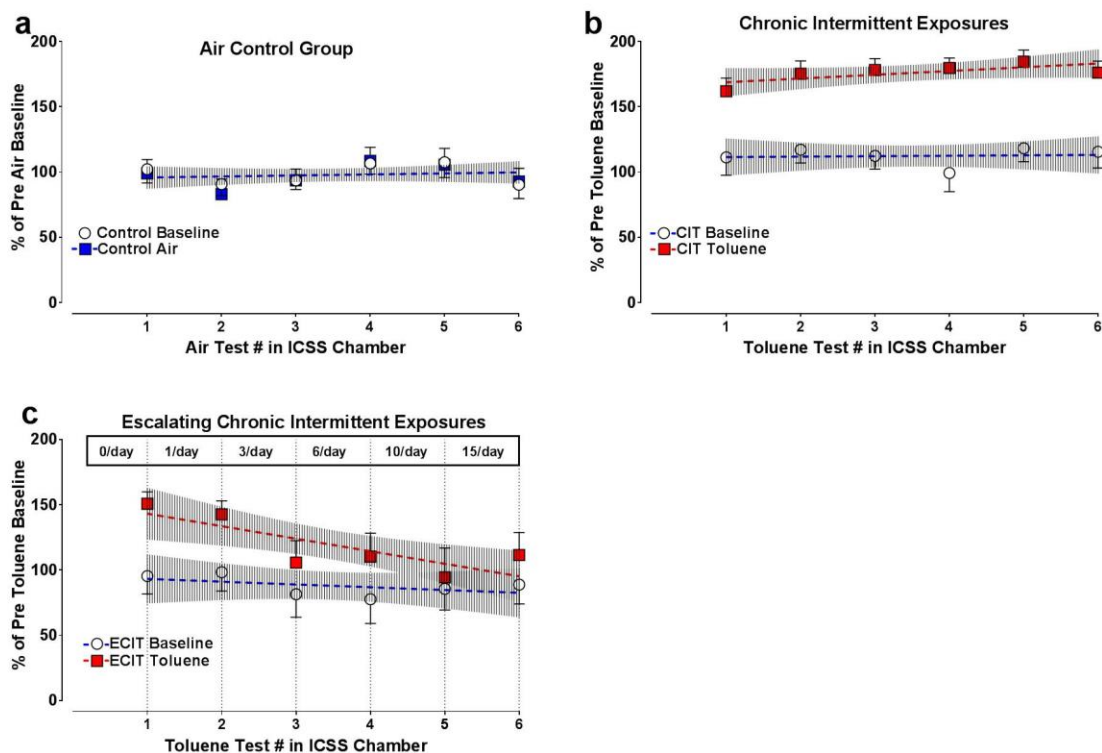 a
Air Control Group
% of Pre Air Baseline
200
150
100
50
0
Control Baseline
Control Air
1 2 3 4 5 6
Air Test # in ICSS Chamber
b
Chronic Intermittent Exposures
% of Pre Toluene Baseline
200
150
100
50
0
CIT Baseline
CIT Toluene
1 2 3 4 5 6
Toluene Test # in ICSS Chamber
c
Escalating Chronic Intermittent Exposures
0/day 1/day 3/day 6/day 10/day 15/day
% of Pre Toluene Baseline
200
150
100
50
0
ECIT Baseline
ECIT Toluene
1 2 3 4 5 6
Toluene Test # in ICSS Chamber